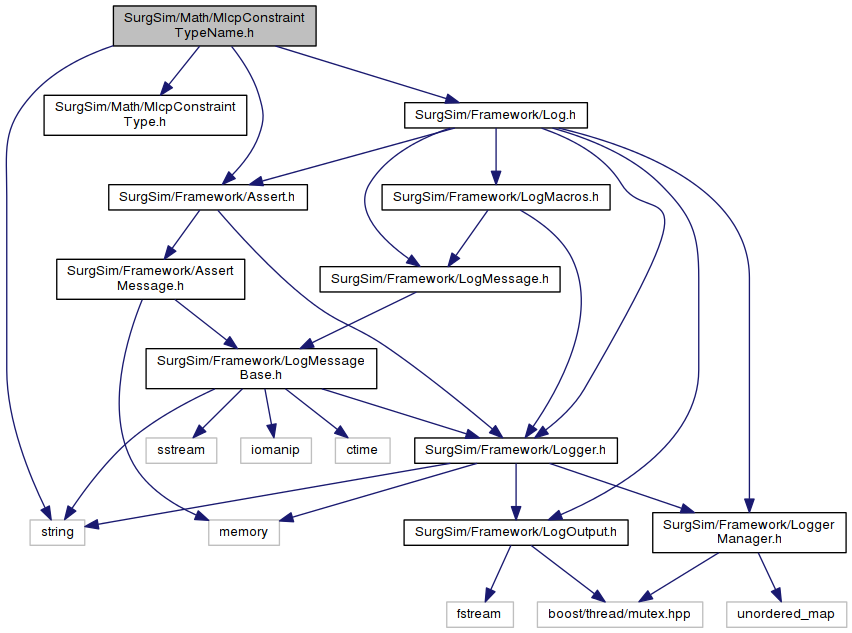 SurgSim/Math/MlcpConstraint
TypeName.h
SurgSim/Math/MlcpConstraint
Type.h
SurgSim/Framework/Log.h
SurgSim/Framework/Assert.h
SurgSim/Framework/LogMacros.h
SurgSim/Framework/Assert
Message.h
SurgSim/Framework/LogMessage.h
SurgSim/Framework/LogMessage
Base.h
sstream
iomanip
ctime
SurgSim/Framework/Logger.h
string
memory
SurgSim/Framework/LogOutput.h
SurgSim/Framework/Logger
Manager.h
fstream
boost/thread/mutex.hpp
unordered_map